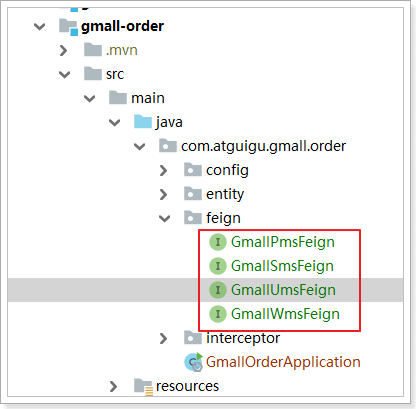 gmall-order
.mvn
src
main
java
com.atguigu.gmall.order
config
entity
feign
I GmallPmsFeign
I GmallSmsFeign
I GmallUmsFeign
I GmallWmsFeign
interceptor
GmallOrderApplication
resources